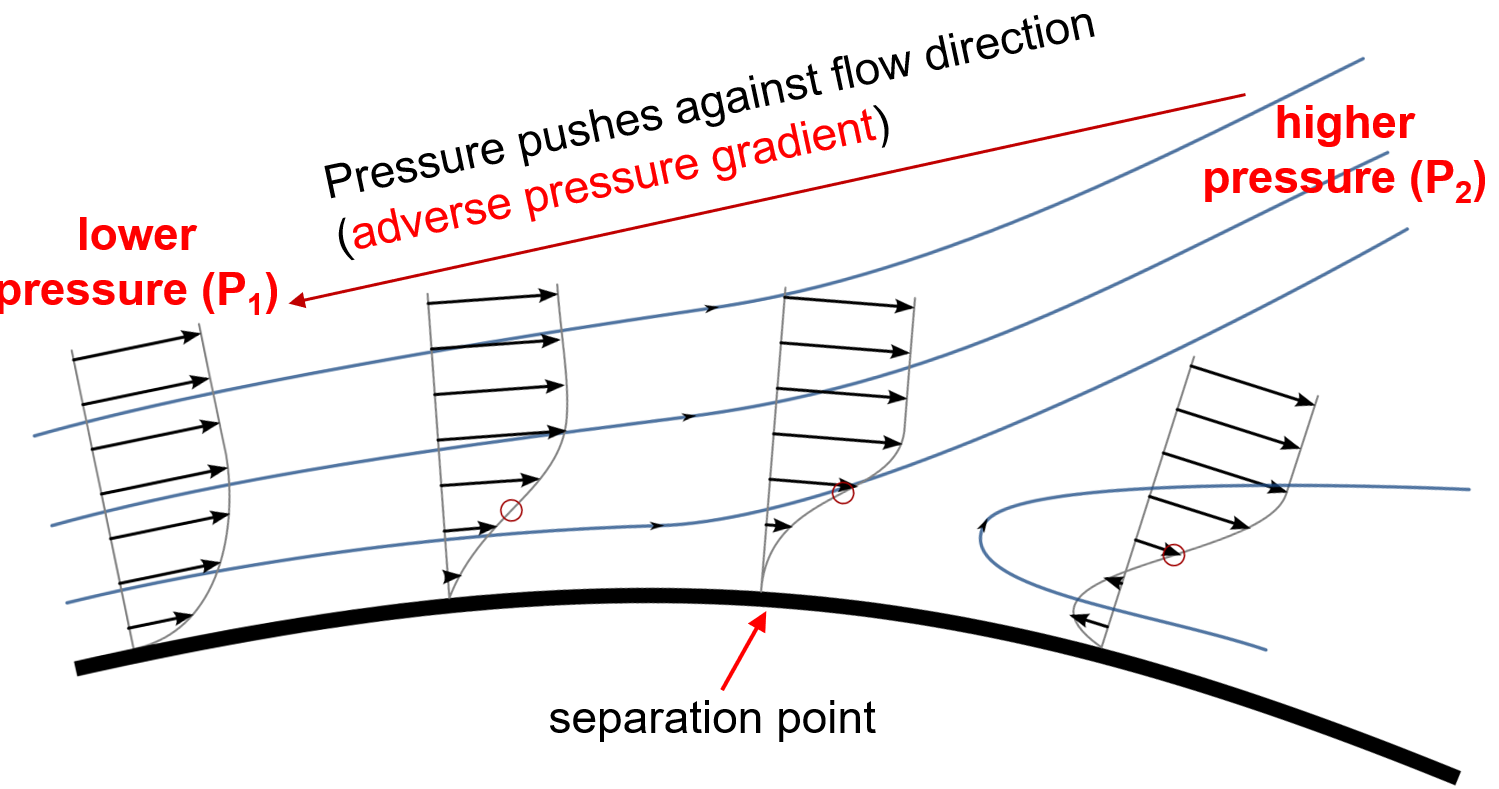 Pressure pushes against flow direction
(adverse pressure gradient)
higher
pressure (P₂)
lower
pressure (P₁)
separation point